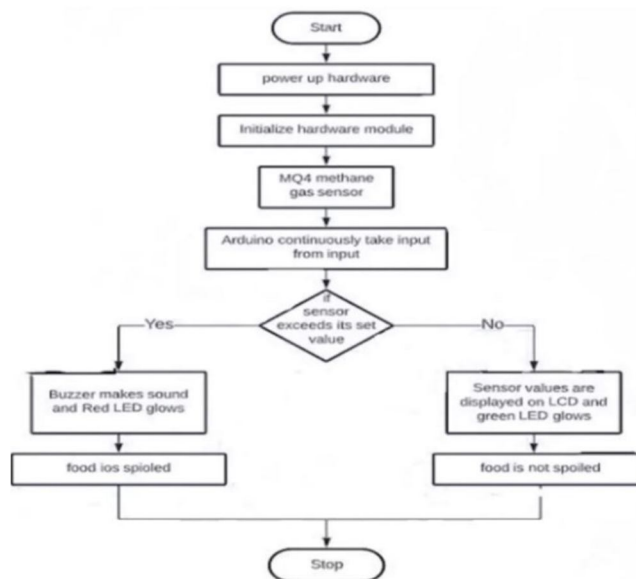 Start
power up hardware
Initialize hardware module
MQ4 methane
gas sensor
Arduino continuously take input
from input
if
sensor
exceeds its set
value
Yes
No
Buzzer makes sound
and Red LED glows
Sensor values are
displayed on LCD and
green LED glows
food ios spioled
food is not spoiled
Stop